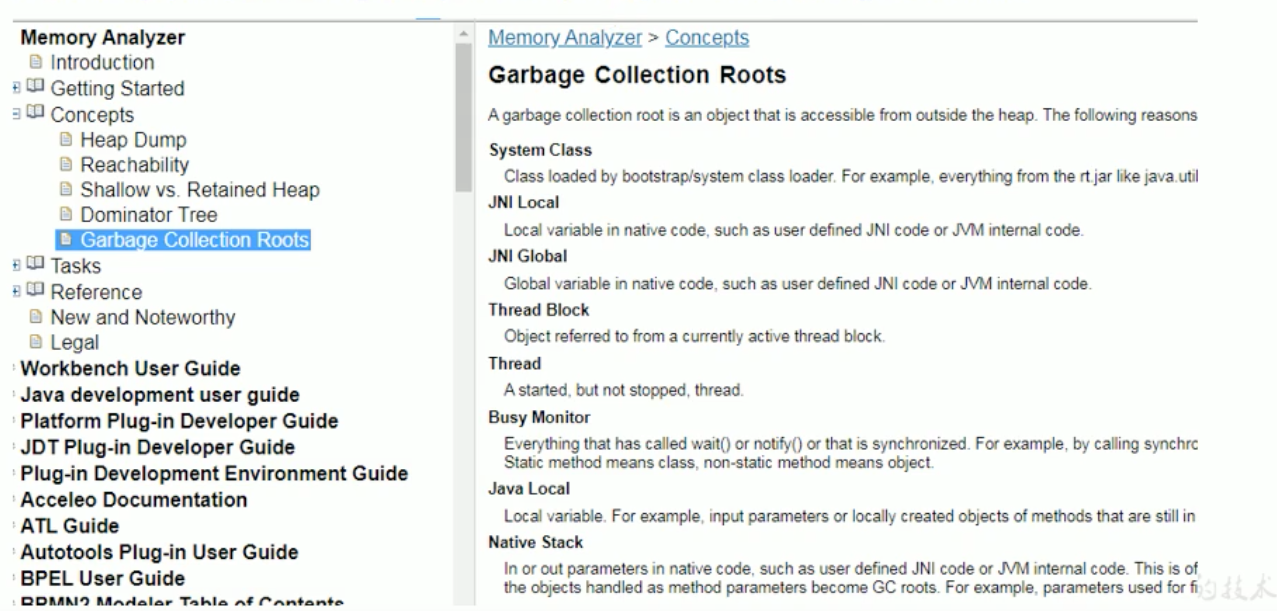 Memory Analyzer
Introduction
Getting Started
Concepts
Heap Dump
Reachability
Shallow vs. Retained Heap
Dominator Tree
Garbage Collection Roots
Tasks
Reference
New and Noteworthy
Legal
Workbench User Guide
Java development user guide
Platform Plug-in Developer Guide
JDT Plug-in Developer Guide
Plug-in Development Environment Guide
Acceleo Documentation
ATL Guide
Autotools Plug-in User Guide
BPEL User Guide
BPMN2 Modeler Table of Contents
Memory Analyzer > Concepts
Garbage Collection Roots
A garbage collection root is an object that is accessible from outside the heap. The following reasons
System Class
Class loaded by bootstrap/system class loader. For example, everything from the rt.jar like java.util
JNI Local
Local variable in native code, such as user defined JNI code or JVM internal code.
JNI Global
Global variable in native code, such as user defined JNI code or JVM internal code.
Thread Block
Object referred to from a currently active thread block.
Thread
A started, but not stopped, thread.
Busy Monitor
Everything that has called wait() or notify() or that is synchronized. For example, by calling synchrc
Static method means class, non-static method means object.
Java Local
Local variable. For example, input parameters or locally created objects of methods that are still in
Native Stack
In or out parameters in native code, such as user defined JNI code or JVM internal code. This is of
the objects handled as method parameters become GC roots. For example, parameters used for fi
的技术